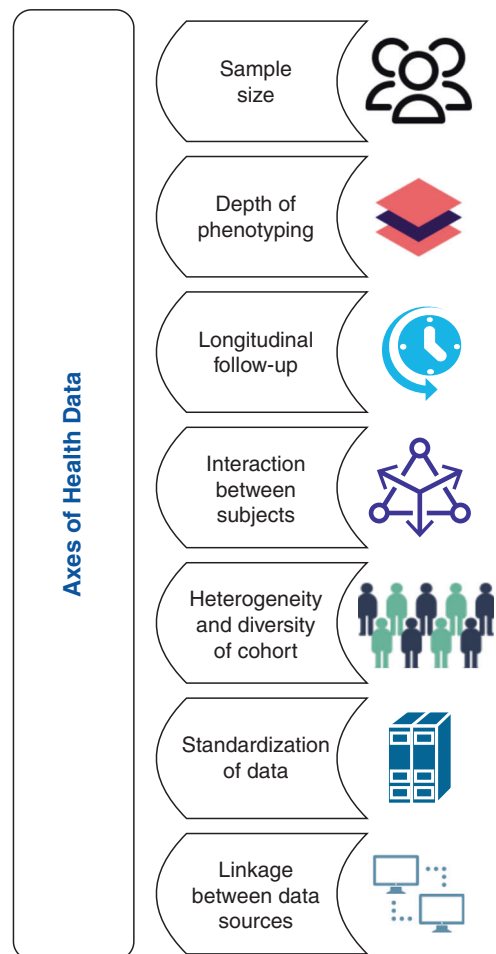 Axes of Health Data
Sample
size
Depth of
phenotyping
Longitudinal
follow-up
Interaction
between
subjects
Heterogeneity
and diversity
of cohort
Standardization
of data
Linkage
between data
sources